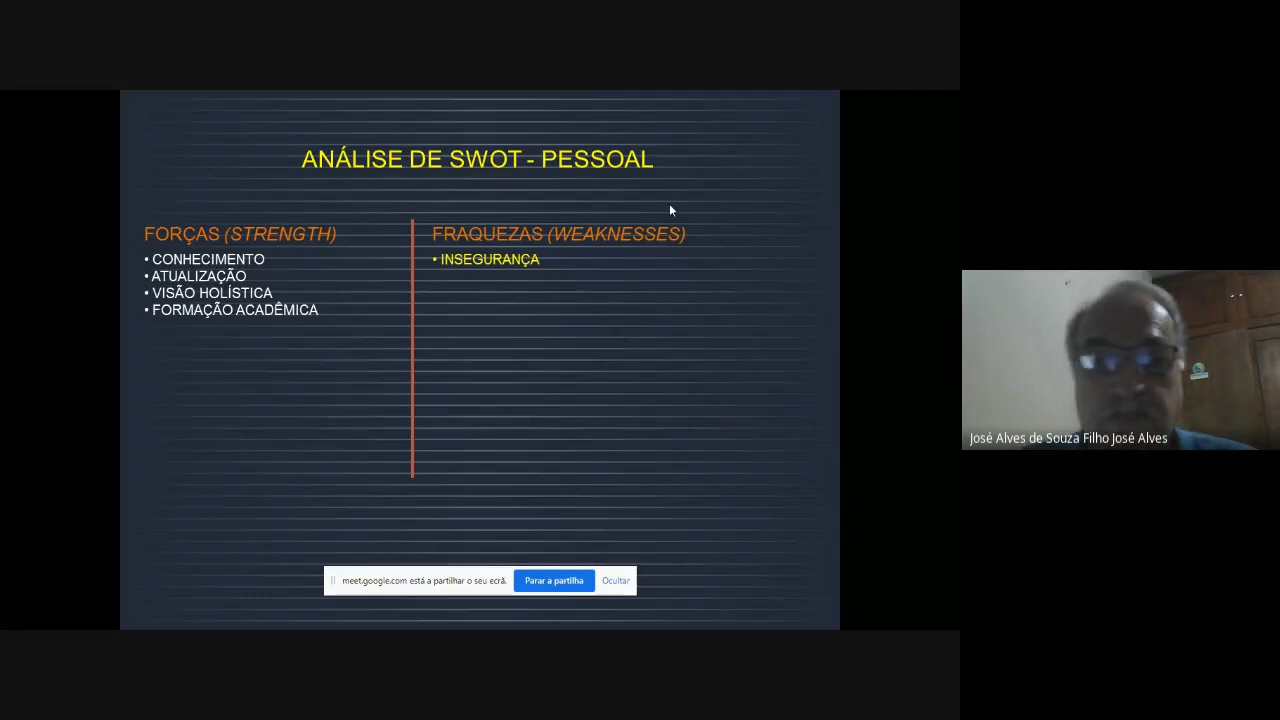 ANÁLISE DE SWOT - PESSOAL
FORÇAS (STRENGTH)
• CONHECIMENTO
• ATUALIZAÇÃO
• VISÃO HOLÍSTICA
• FORMAÇÃO ACADÊMICA
FRAQUEZAS (WEAKNESSES)
• INSEGURANÇA
meet.google.com está a partilhar o seu ecrã. Parar a partilha Ocultar
José Alves de Souza Filho José Alves